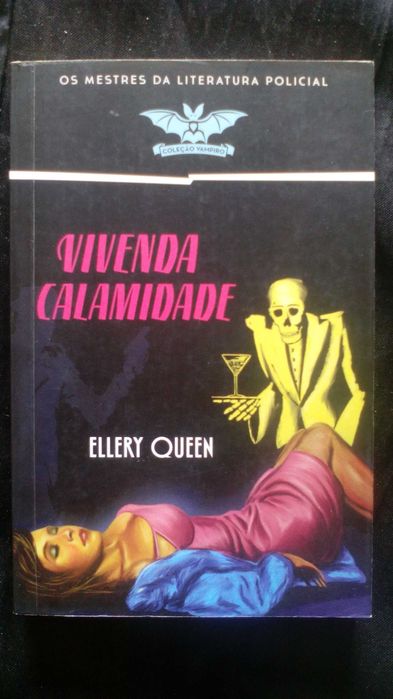 OS MESTRES DA LITERATURA POLICIAL
COLEÇÃO VAMPIRO
VIVENDA
CALAMIDADE
ELLERY QUEEN